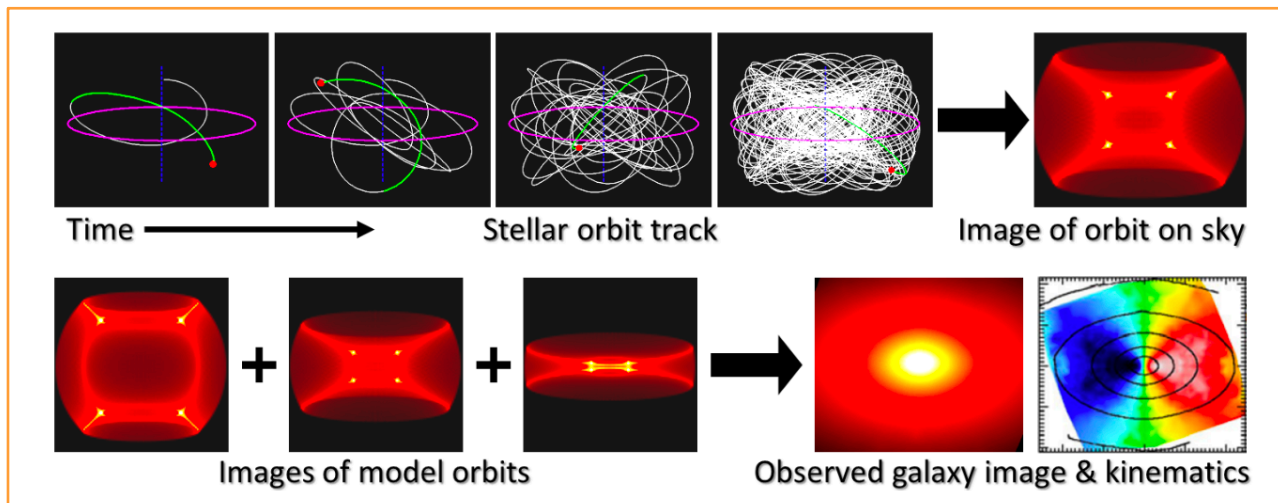 Time
Stellar orbit track
Image of orbit on sky
+
+
Images of model orbits
Observed galaxy image & kinematics